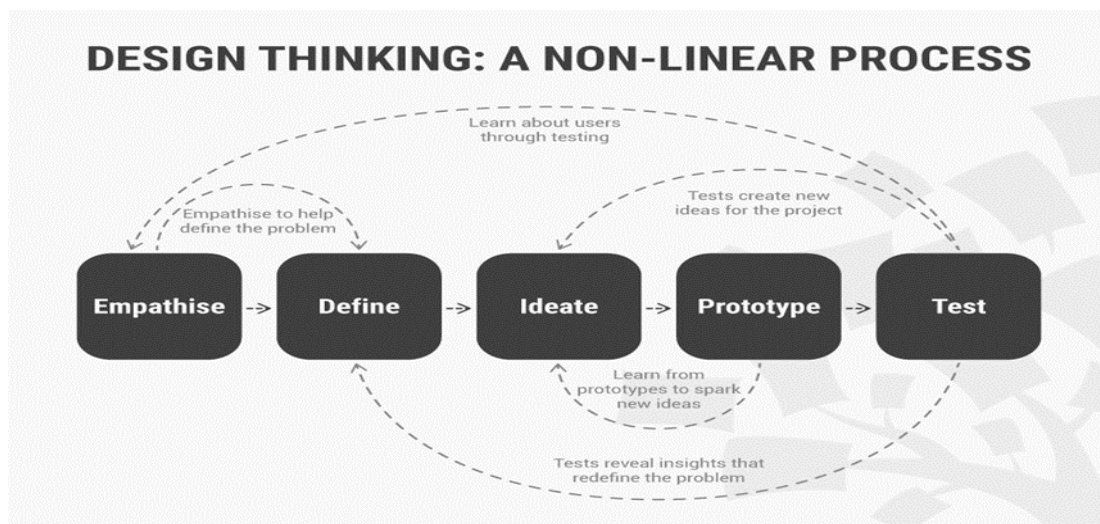 DESIGN THINKING: A NON-LINEAR PROCESS
Learn about users
through testing
Tests create new
ideas for the project
Empathise to help
define the problem
Empathise
Define
Ideate
Prototype
Test
Learn from
prototypes to spark
new ideas
Tests reveal insights that
redefine the problem